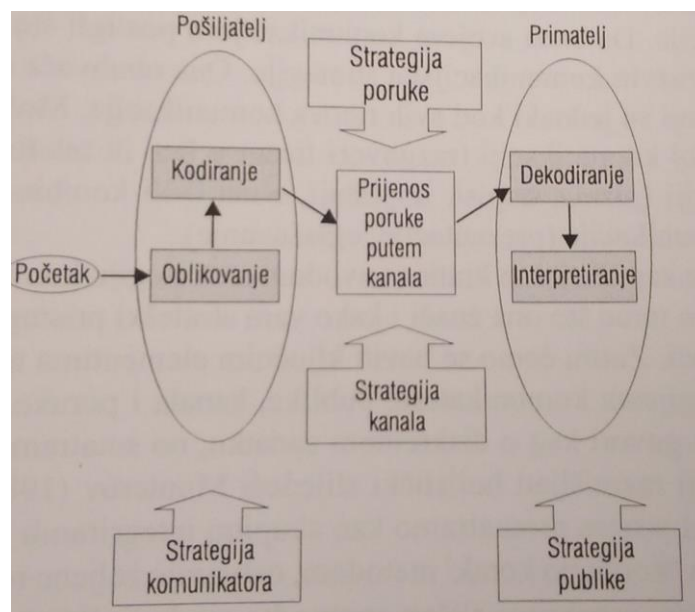 Pošiljatelj
Strategija
poruke
Primatelj
Kodiranje
Prijenos
poruke
putem
kanala
Dekodiranje
Početak
Oblikovanje
Interpretiranje
Strategija
kanala
Strategija
komunikatora
Strategija
publike